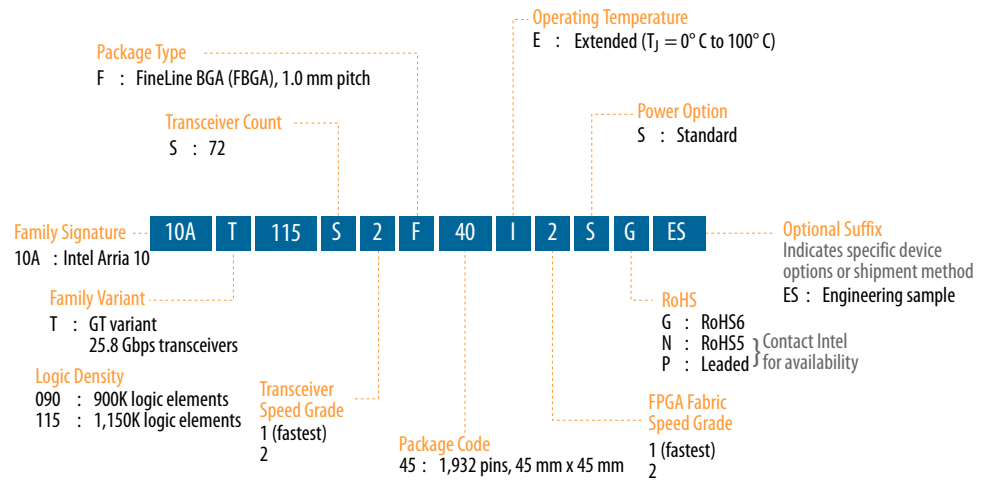 Operating Temperature
E : Extended (TJ = 0° C to 100° C)
Package Type
F : FineLine BGA (FBGA), 1.0 mm pitch
Transceiver Count
S : 72
Power Option
S : Standard
Family Signature
10A : Intel Arria 10
10A T 115 S 2 F 40 I 2 S G ES
Optional Suffix
Indicates specific device
options or shipment method
ES : Engineering sample
Family Variant
T : GT variant
25.8 Gbps transceivers
RoHS
G : RoHS6
N : RoHS5
P : Leaded
Contact Intel
for availability
Logic Density
090 : 900K logic elements
115 : 1,150K logic elements
Transceiver
Speed Grade
1 (fastest)
2
Package Code
45 : 1,932 pins, 45 mm x 45 mm
FPGA Fabric
Speed Grade
1 (fastest)
2